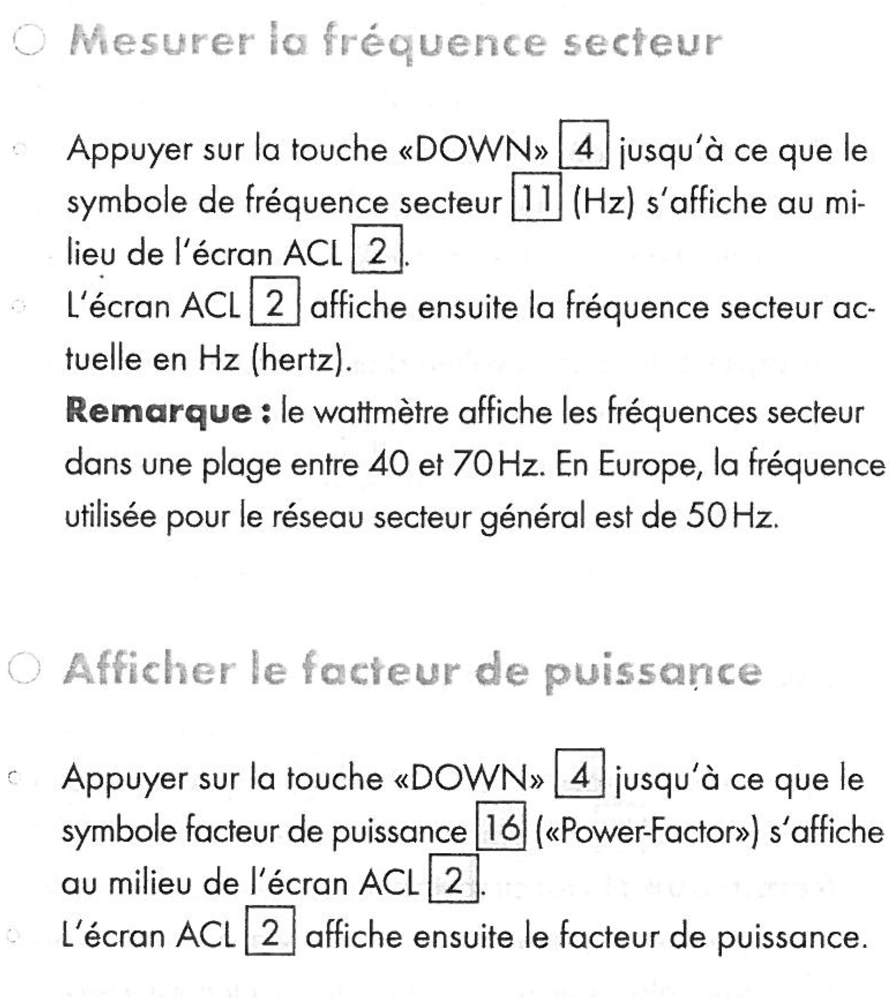 Mesurer la fréquence secteur
Appuyer sur la touche «DOWN» 4 jusqu'à ce que le
symbole de fréquence secteur 11 (Hz) s'affiche au mi-
lieu de l'écran ACL 2.
L'écran ACL 2 affiche ensuite la fréquence secteur ac-
tuelle en Hz (hertz).
Remarque : le wattmètre affiche les fréquences secteur
dans une plage entre 40 et 70 Hz. En Europe, la fréquence
utilisée pour le réseau secteur général est de 50 Hz.
Afficher le facteur de puissance
Appuyer sur la touche «DOWN» 4 jusqu'à ce que le
symbole facteur de puissance 16 («Power-Factor») s'affiche
au milieu de l'écran ACL 2.
L'écran ACL 2 affiche ensuite le facteur de puissance.